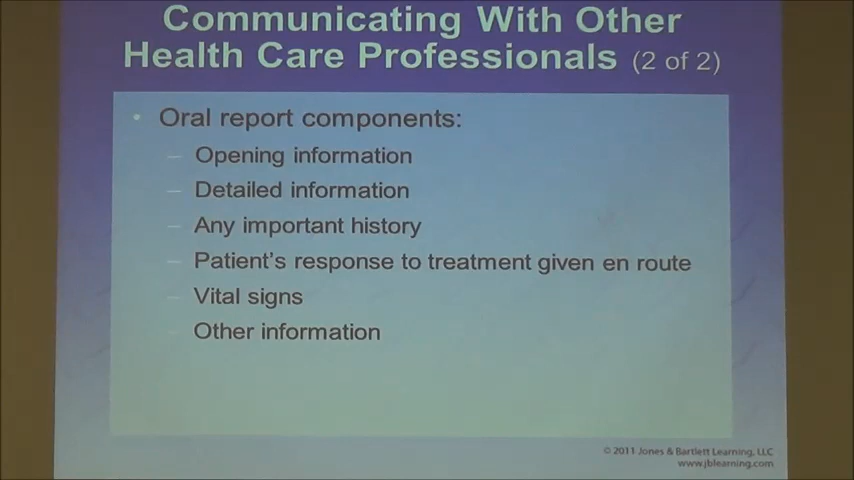 Communicating With Other
Health Care Professionals (2 of 2)
• Oral report components:
– Opening information
– Detailed information
– Any important history
– Patient's response to treatment given en route
– Vital signs
– Other information
© 2011 Jones & Bartlett Learning, LLC
www.jblearning.com